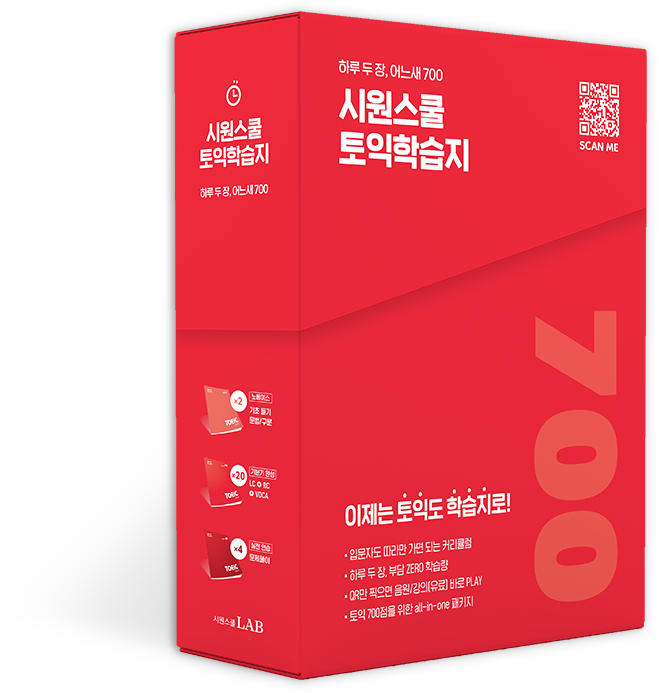 시원스쿨
토익학습지
하루 두 장, 어느새 700
×2
노베이스
기초 떼기
문법/구문
TOEIC
×20
기본기 완성
LC + RC
+ VOCA
TOEIC
×4
실전 연습
문제풀이
TOEIC
시원스쿨 LAB
하루 두 장, 어느새 700
시원스쿨
토익학습지
SCAN ME
700
이제는 토익도 학습지로!
• 입문자도 따라만 가면 되는 커리큘럼
• 하루 두 장, 부담 ZERO 학습량
• QR만 찍으면 음원/강의(유료) 바로 PLAY
• 토익 700점을 위한 all-in-one 패키지